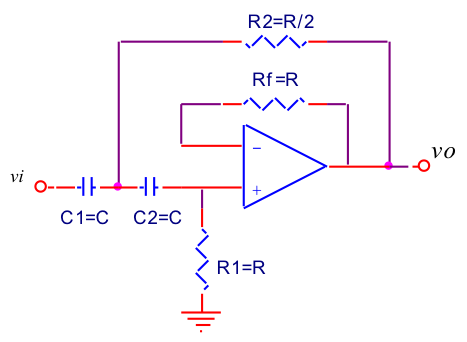 R2=R/2
Rf=R
vo
−
vi
+
C1=C
C2=C
R1=R